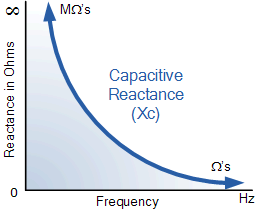 ∞
MΩ's
Reactance in Ohms
Capacitive
Reactance
(Xc)
Ω's
0
Frequency
Hz